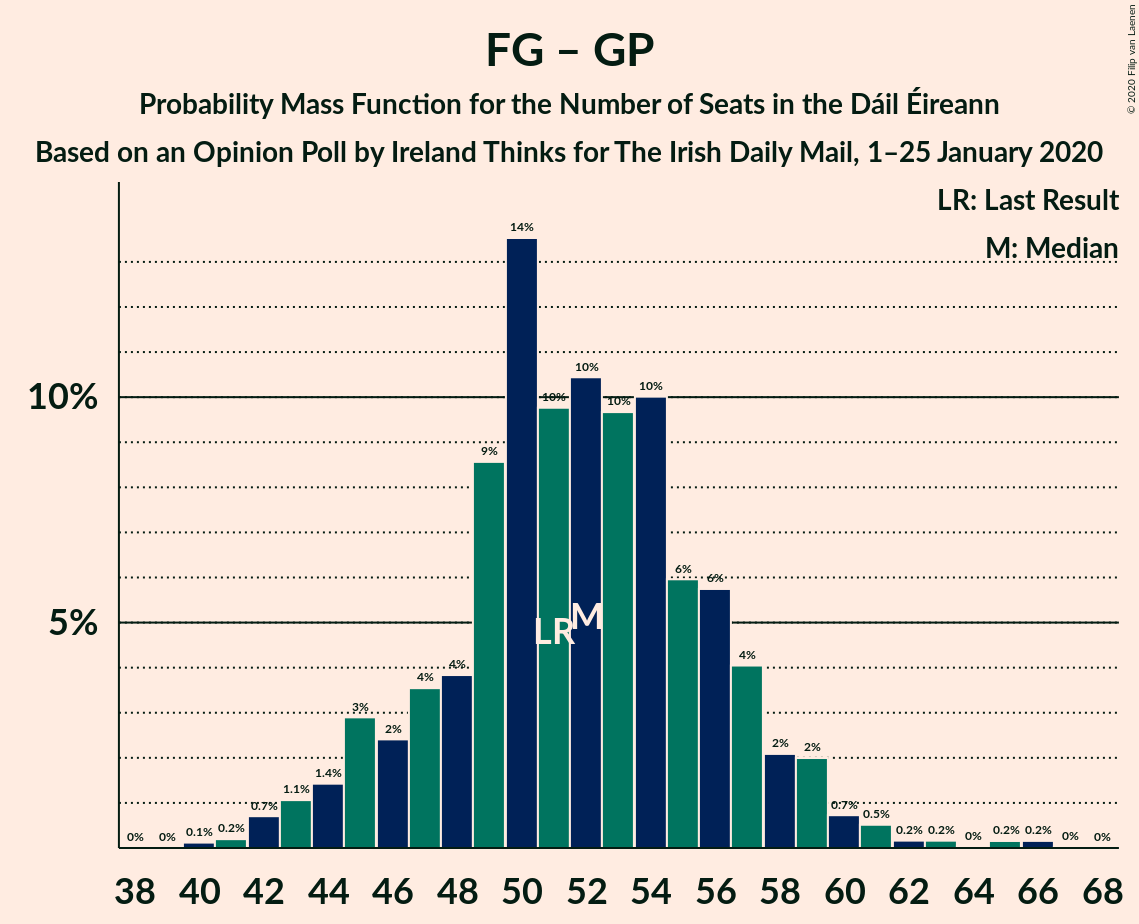 © 2020 Filip van Laenen
FG – GP
Probability Mass Function for the Number of Seats in the Dáil Éireann
Based on an Opinion Poll by Ireland Thinks for The Irish Daily Mail, 1–25 January 2020
LR: Last Result
M: Median
10%
5%
0% 0% 0.1% 0.2% 0.7% 1.1% 1.4% 3% 2% 4% 4% 9% 14% 10% 10% 10% 10% 6% 6% 4% 2% 2% 0.7% 0.5% 0.2% 0.2% 0% 0.2% 0.2% 0% 0%
LR M
38 40 42 44 46 48 50 52 54 56 58 60 62 64 66 68